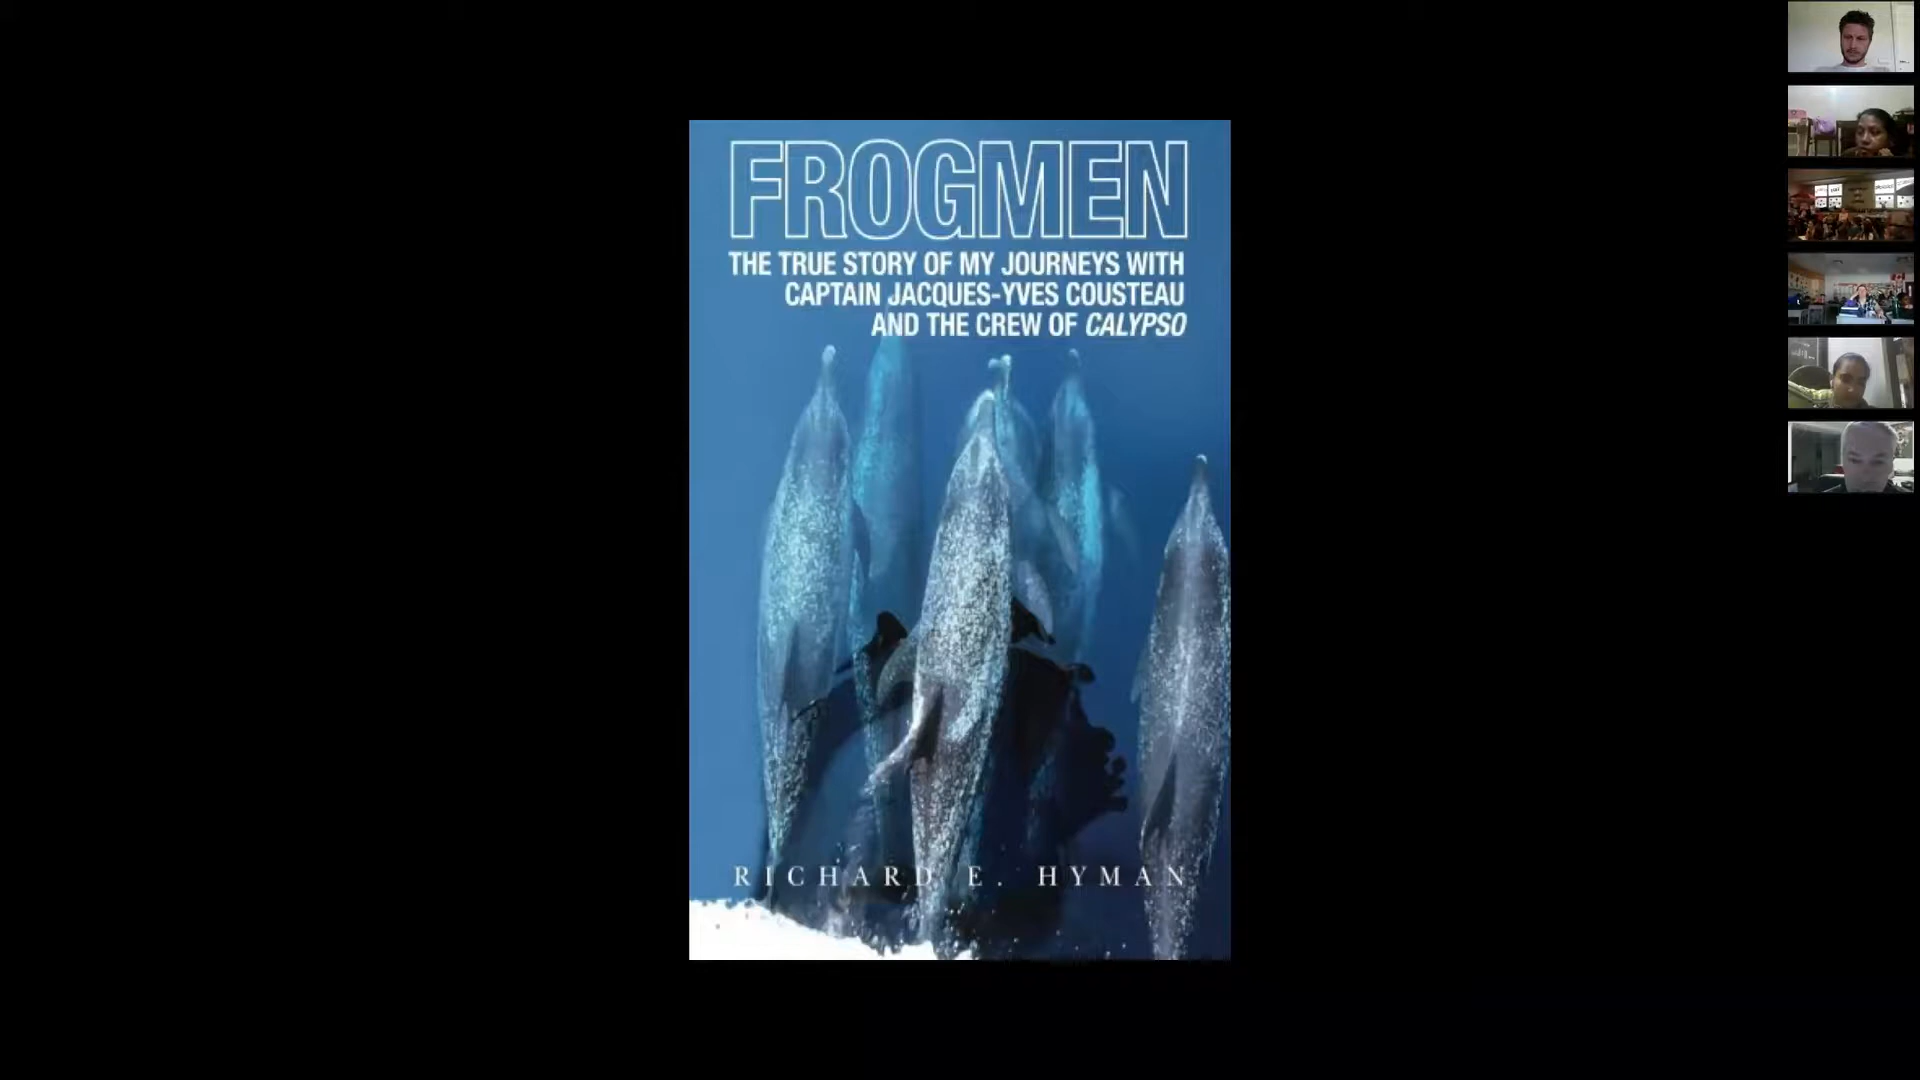 FROGMEN
THE TRUE STORY OF MY JOURNEYS WITH
CAPTAIN JACQUES-YVES COUSTEAU
AND THE CREW OF CALYPSO
RICHARD E. HYMAN